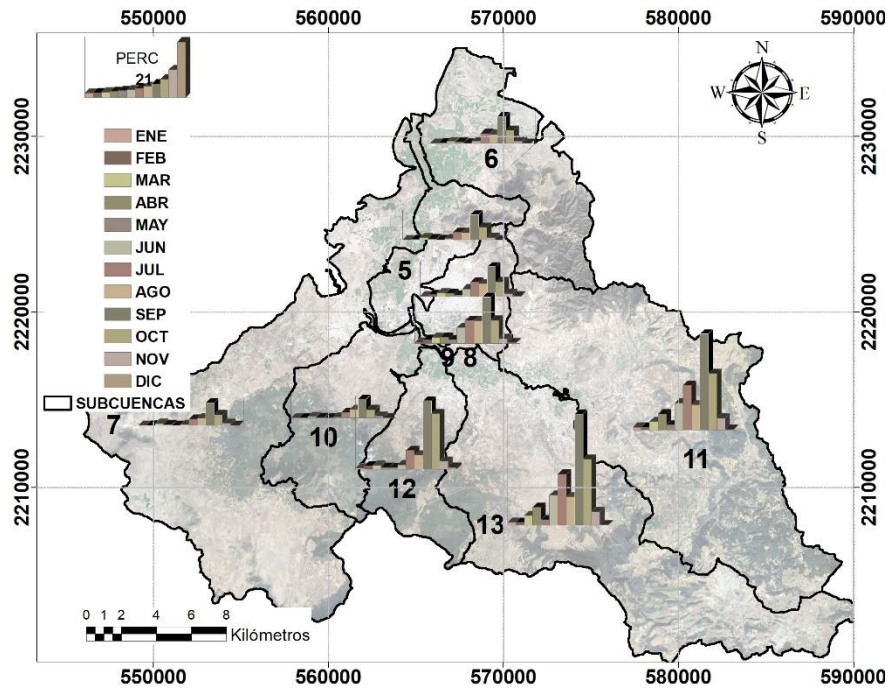 550000 560000 570000 580000 590000
PERC
21
N
W E
S
2230000 2230000
ENE
FEB
MAR
ABR
MAY
JUN
JUL
AGO
SEP
OCT
NOV
DIC
SUBCUENCAS
6
5
2220000 2220000
9 8
7
10
11
12
2210000 2210000
13
0 1 2 4 6 8
Kilómetros
550000 560000 570000 580000 590000